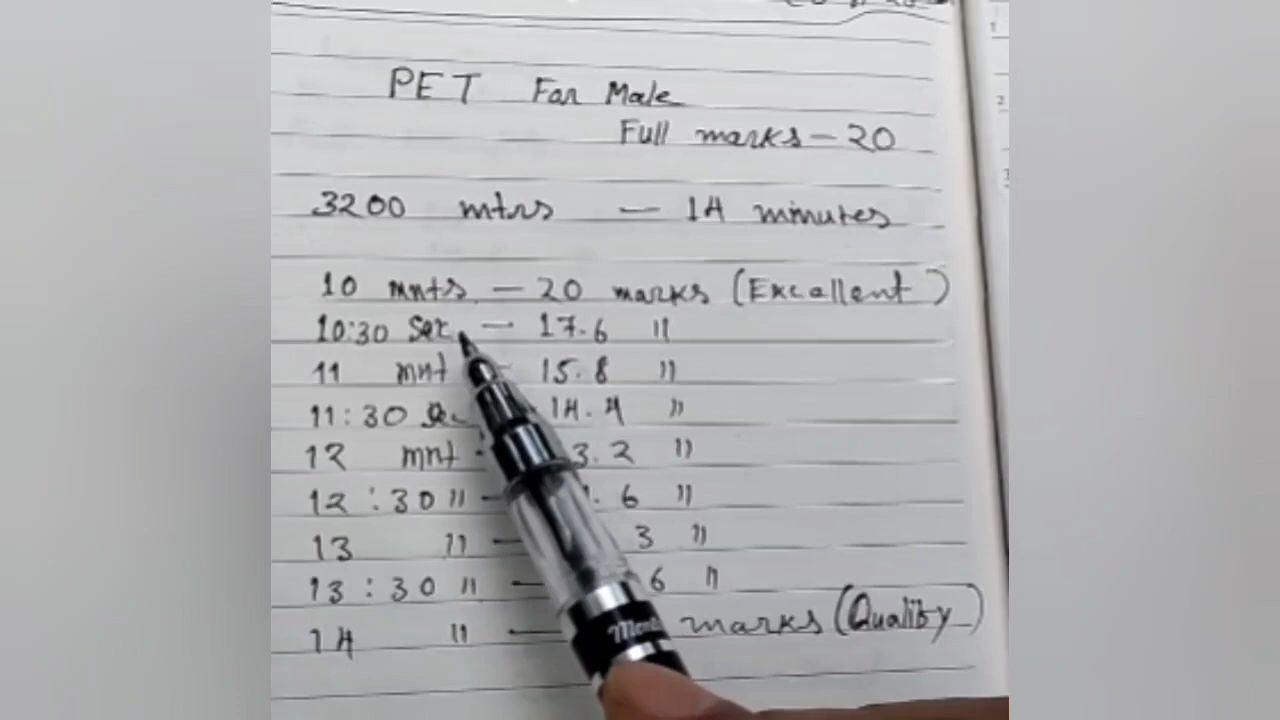 PET For Male
Full marks - 20
3200 mtrs - 14 minutes
10 mnts - 20 marks (Excellent)
10:30 Sec - 17.6 "
11 mnt - 15.8 "
11:30 Sec - 14.4 "
12 mnt - 3.2 "
12:30 " - . 6 "
13 " - 3 "
13:30 " - 6 "
14 " - marks (Quality)